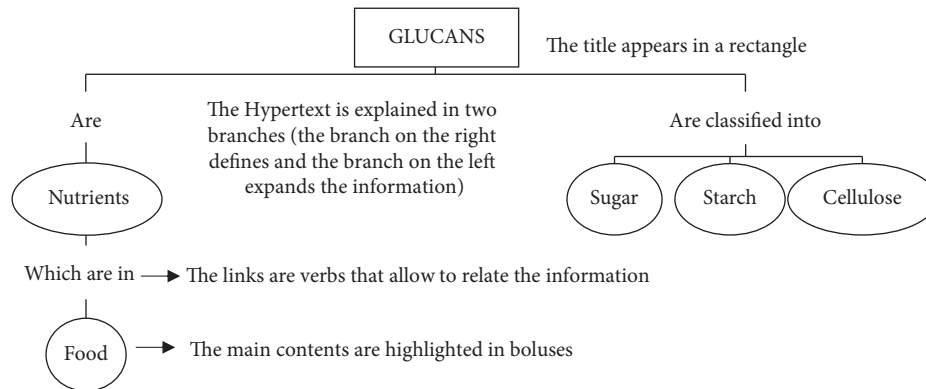 GLUCANS
The title appears in a rectangle
Are
The Hypertext is explained in two
branches (the branch on the right
defines and the branch on the left
expands the information)
Are classified into
Nutrients
Sugar
Starch
Cellulose
Which are in
The links are verbs that allow to relate the information
Food
The main contents are highlighted in boluses